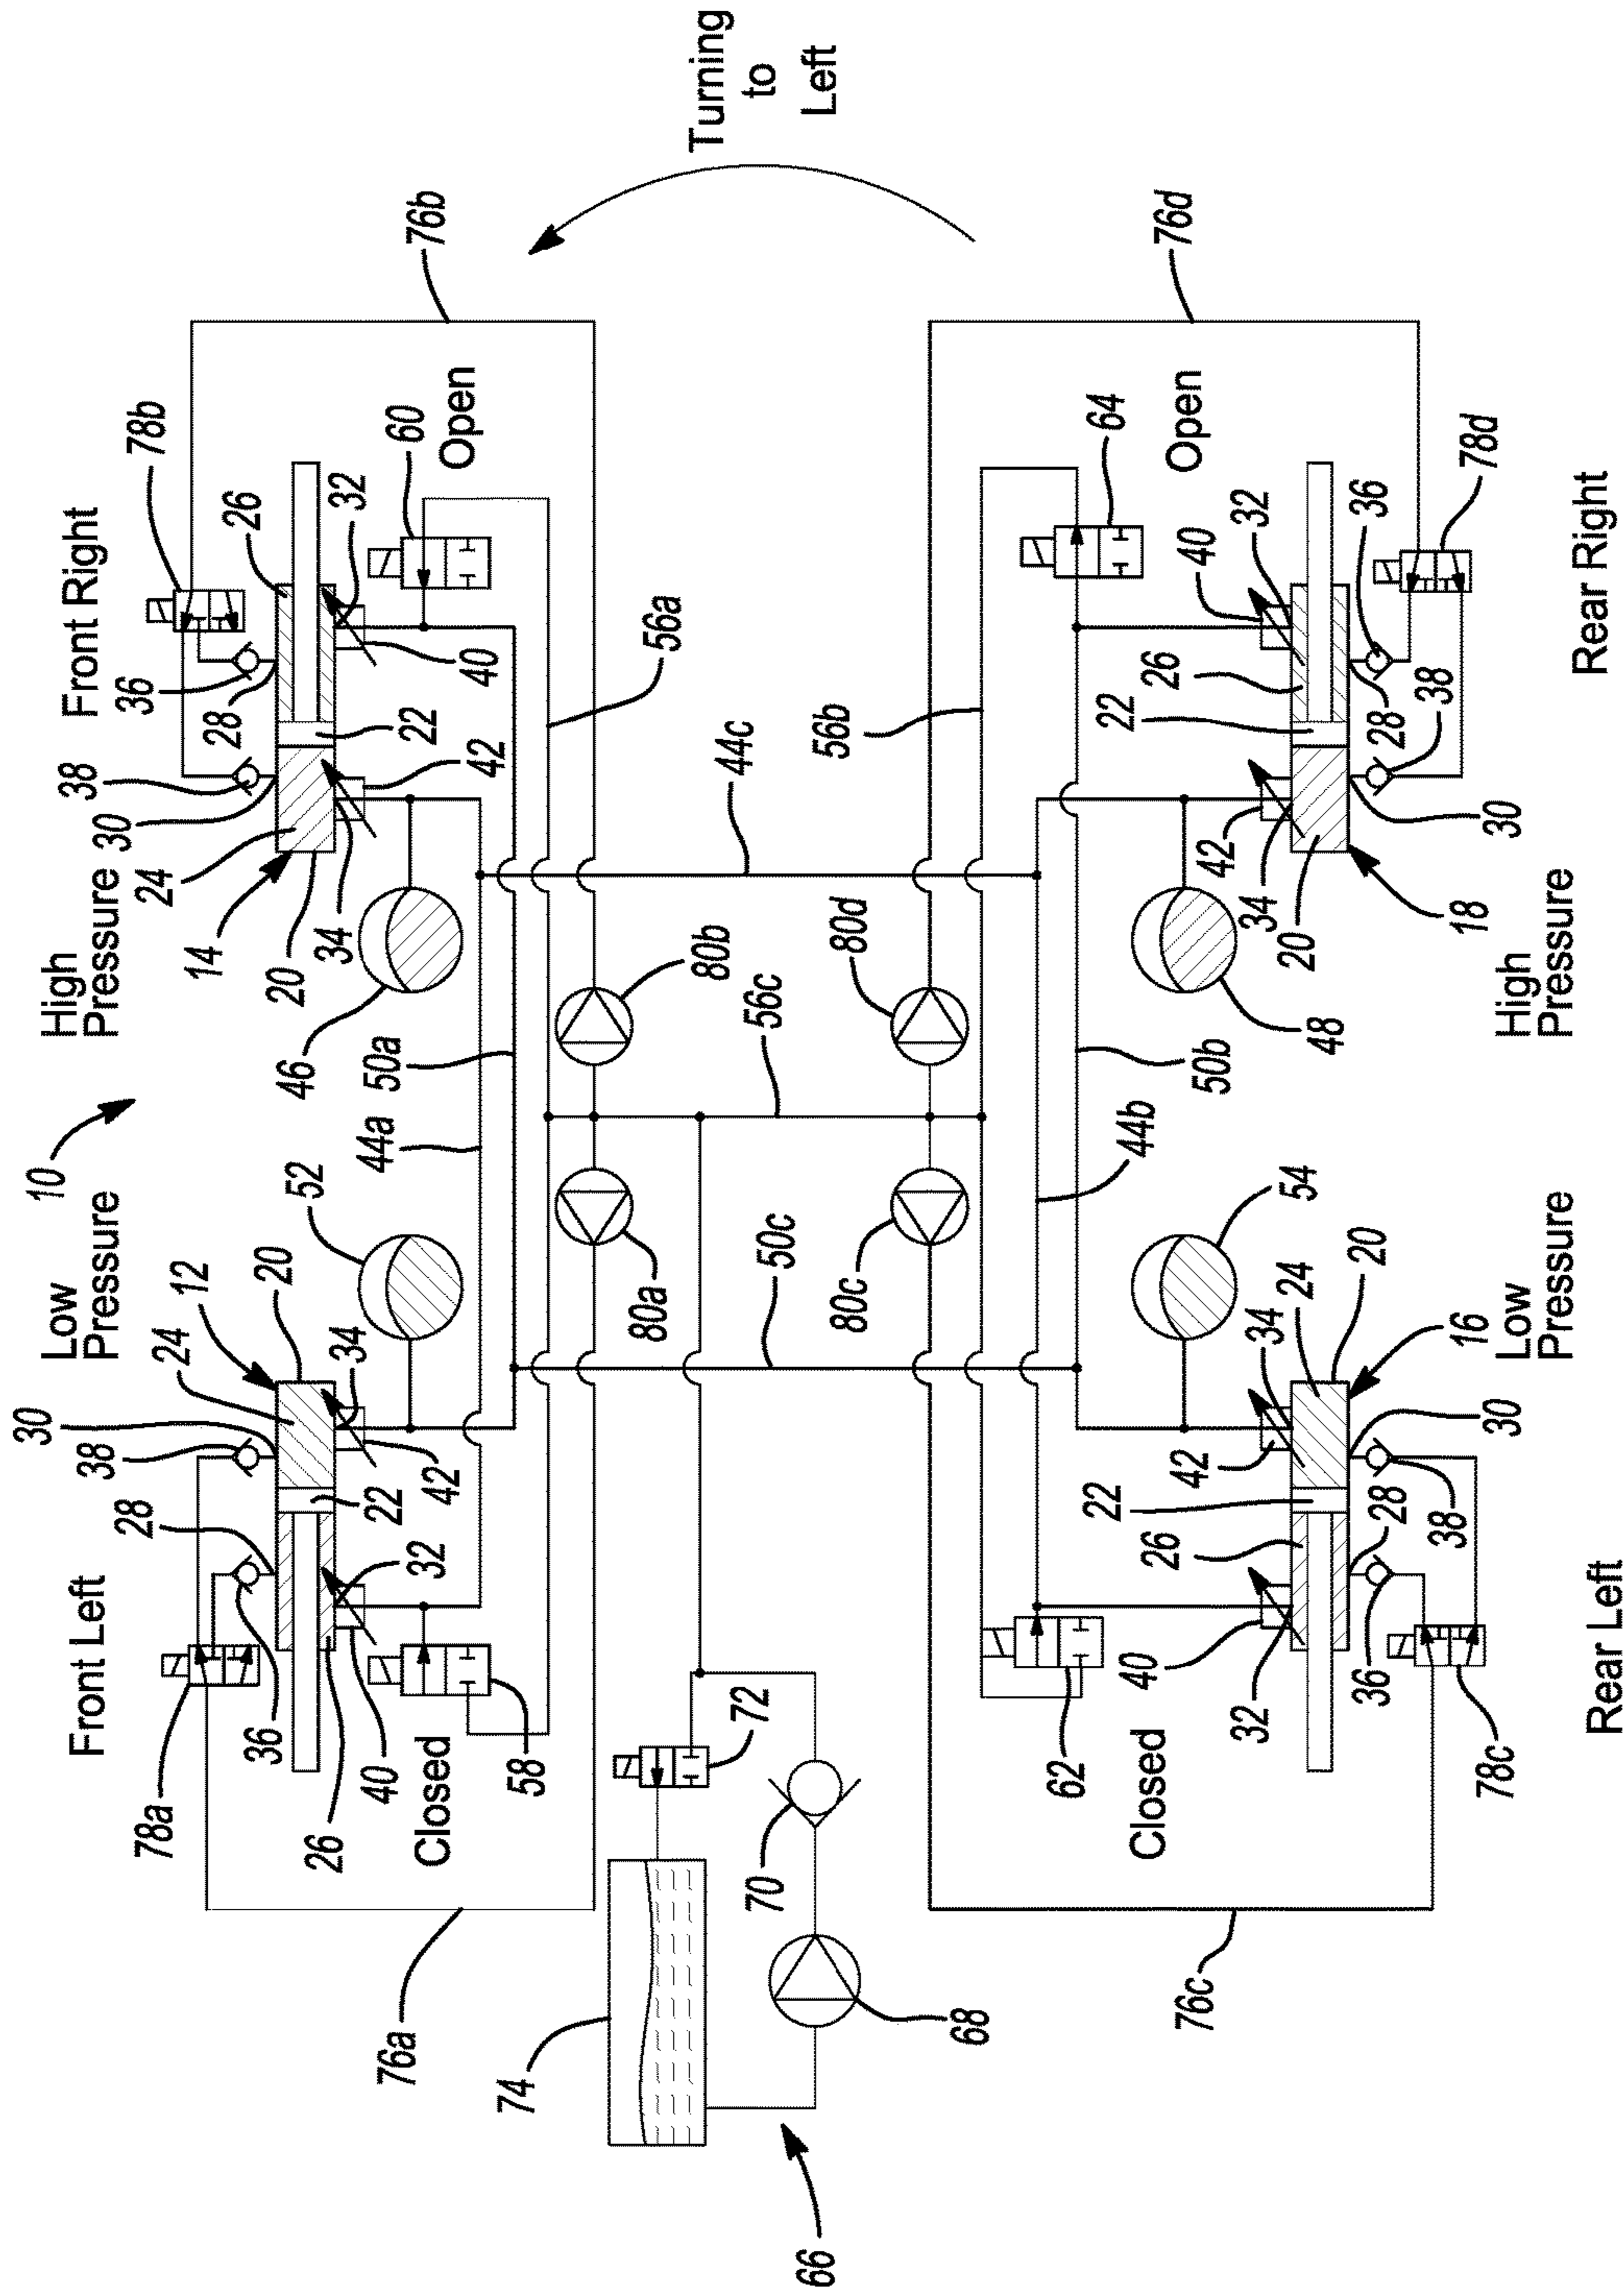 10
Front Left
Low
Pressure
High
Pressure
Front Right
78a
36
28
38
30
24
12
20
52
14
24
30
38
28
36
78b
26
76b
26
40
32
22
42
34
46
20
34
42
22
40
32
60
Closed
58
44a
50a
Open
76a
74
72
80a
80b
56a
Turning
to
Left
66
68
70
50c
56c
44c
80c
80d
56b
Closed
62
44b
50b
64
Open
76c
32
40
26
22
42
34
24
20
54
48
42
34
20
22
26
40
32
76d
36
28
38
30
16
18
30
38
28
36
78c
78d
Rear Left
Low
Pressure
High
Pressure
Rear Right